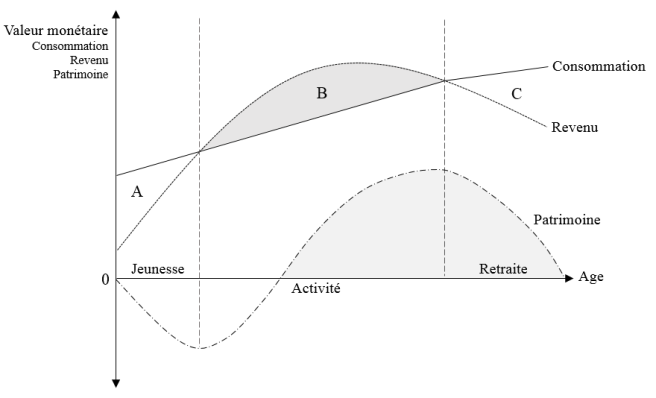 Valeur monétaire
Consommation
Revenu
Patrimoine
Consommation
B
C
Revenu
A
Patrimoine
Jeunesse
Retraite
0
Age
Activité